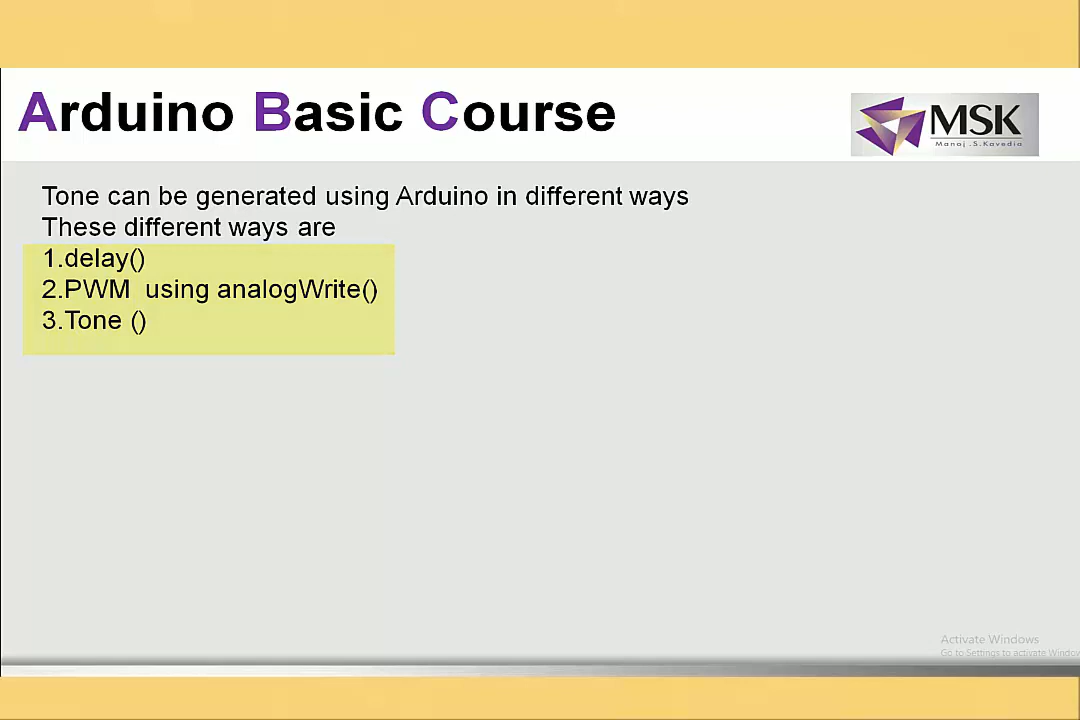 Arduino Basic Course
MSK
Manoj .S.Kavedia
Tone can be generated using Arduino in different ways
These different ways are
1.delay()
2.PWM  using analogWrite()
3.Tone ()
Activate Windows
Go to Settings to activate Window